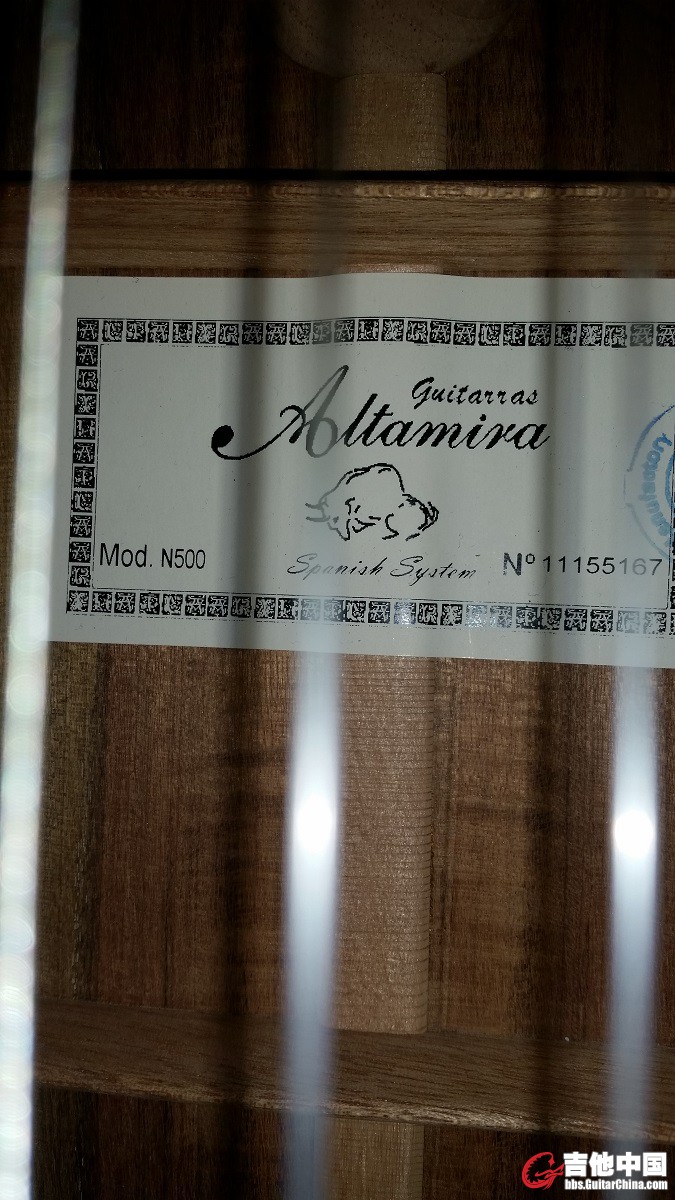 Guitarras
Altamira
Mod. N500
Spanish System
Nº 11155167
吉他中国
bbs.GuitarChina.com